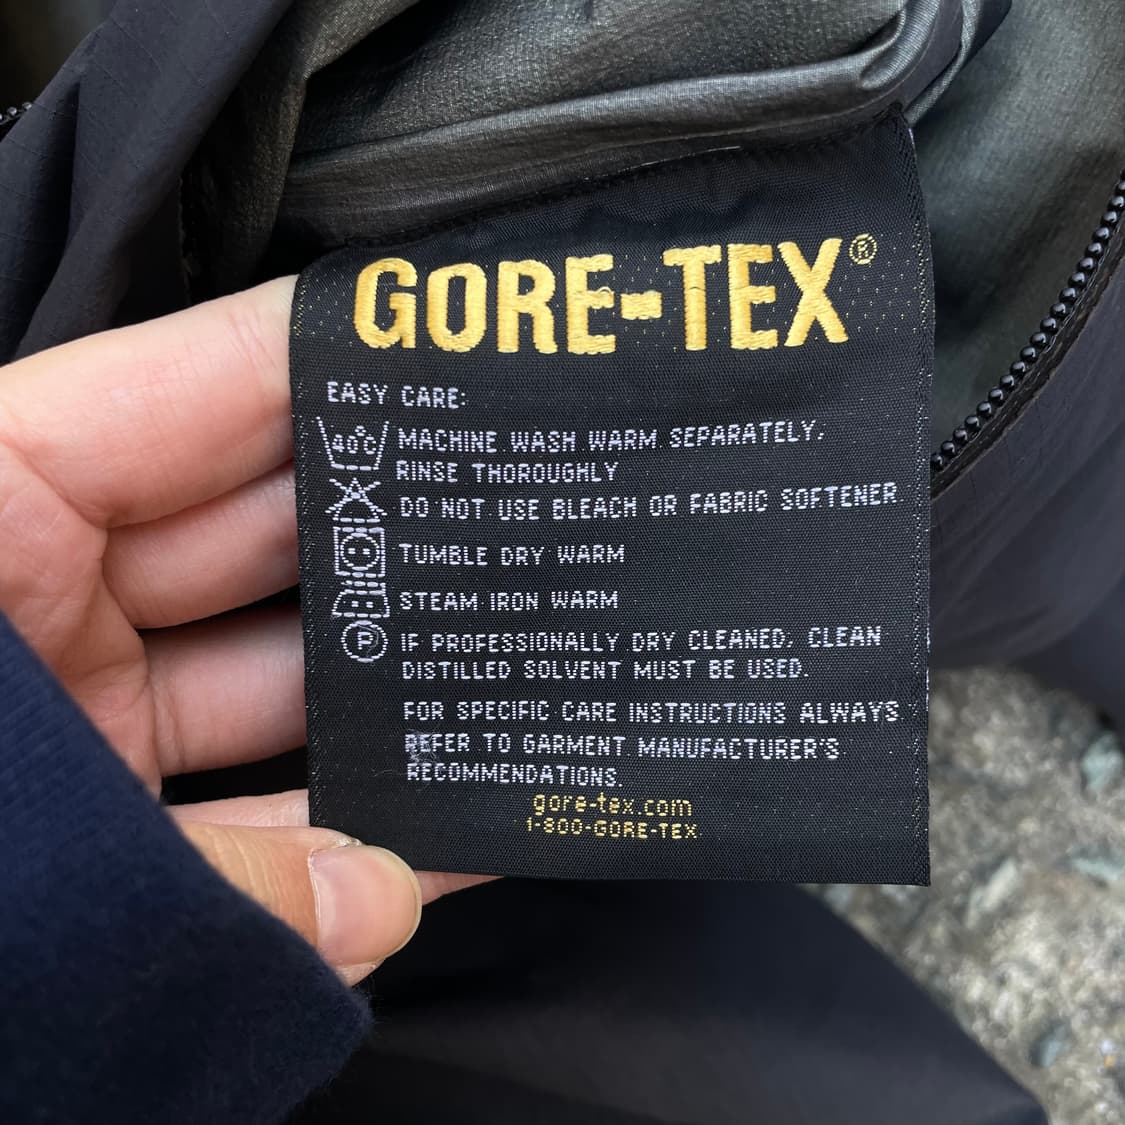 GORE-TEX®
EASY CARE:
40°C MACHINE WASH WARM SEPARATELY,
RINSE THOROUGHLY
DO NOT USE BLEACH OR FABRIC SOFTENER
TUMBLE DRY WARM
STEAM IRON WARM
P IF PROFESSIONALLY DRY CLEANED, CLEAN
DISTILLED SOLVENT MUST BE USED.
FOR SPECIFIC CARE INSTRUCTIONS ALWAYS
REFER TO GARMENT MANUFACTURER'S
RECOMMENDATIONS.
gore-tex.com
1-800-GORE-TEX